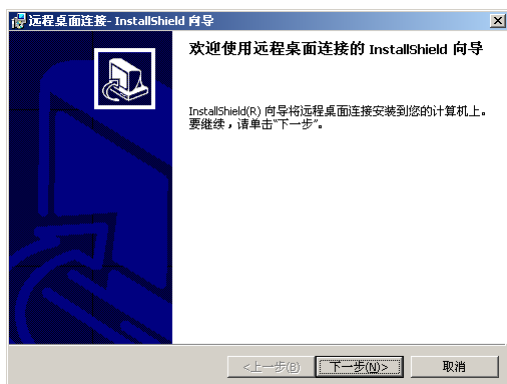 远程桌面连接- InstallShield 向导
欢迎使用远程桌面连接的 InstallShield 向导
InstallShield(R) 向导将远程桌面连接安装到您的计算机上。
要继续，请单击“下一步”。
<上一步(B)
下一步(N)>
取消